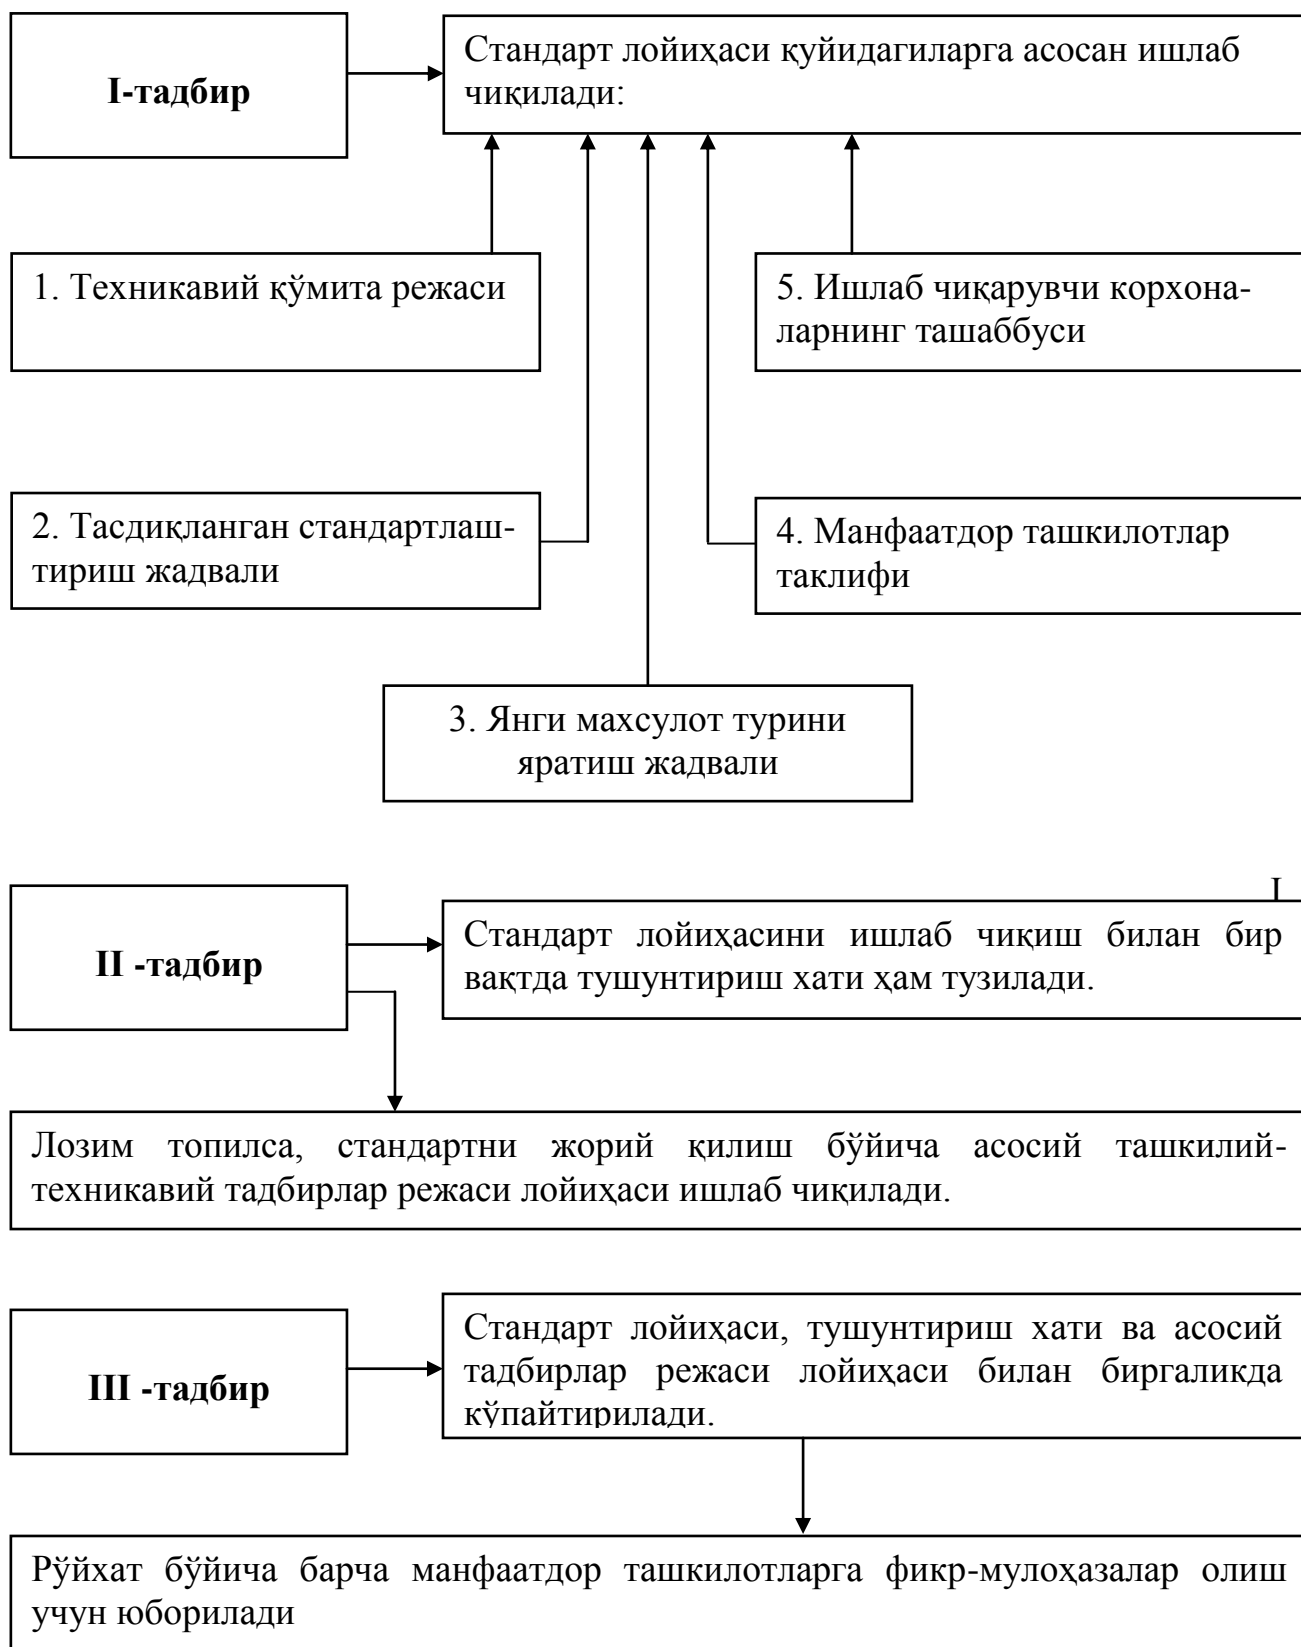 I-тадбир
Стандарт лойиҳаси қуйидагиларга асосан ишлаб
чиқилади:
1. Техникавий қўмита режаси
5. Ишлаб чиқарувчи корхона-
ларнинг ташаббуси
2. Тасдиқланган стандартлаш-
тириш жадвали
4. Манфаатдор ташкилотлар
таклифи
3. Янги махсулот турини
яратиш жадвали
I
II -тадбир
Стандарт лойиҳасини ишлаб чиқиш билан бир
вақтда тушунтириш хати ҳам тузилади.
Лозим топилса, стандартни жорий қилиш бўйича асосий ташкилий-
техникавий тадбирлар режаси лойиҳаси ишлаб чиқилади.
III -тадбир
Стандарт лойиҳаси, тушунтириш хати ва асосий
тадбирлар режаси лойиҳаси билан биргаликда
кўпайтирилади.
Рўйхат бўйича барча манфаатдор ташкилотларга фикр-мулоҳазалар олиш
учун юборилади